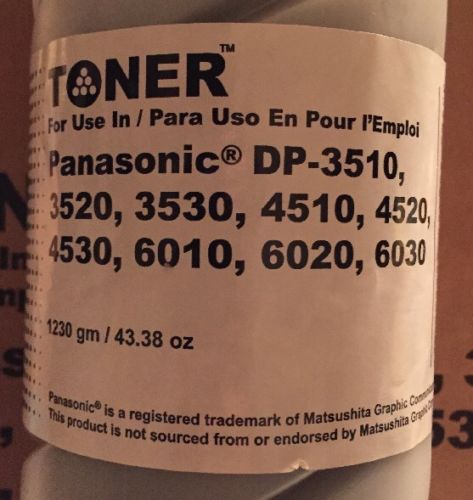 TONER™
For Use In / Para Uso En Pour l'Emploi
Panasonic® DP-3510,
3520, 3530, 4510, 4520,
4530, 6010, 6020, 6030
1230 gm / 43.38 oz
Panasonic® is a registered trademark of Matsushita Graphic
This product is not sourced from or endorsed by Matsushita